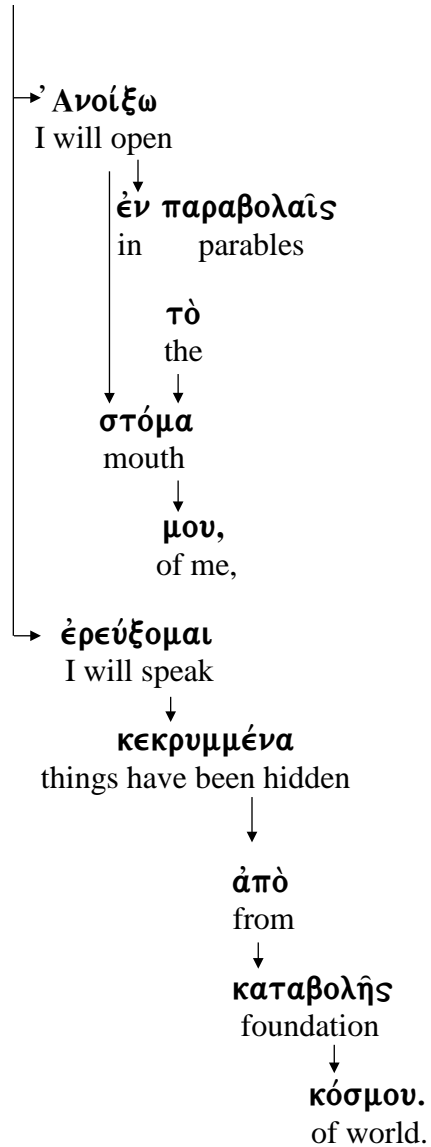 ᾿Ανοίξω
I will open
ἐν παραβολαῖς
in parables
τὸ
the
στόμα
mouth
μου,
of me,
ἐρεύξομαι
I will speak
κεκρυμμένα
things have been hidden
ἀπὸ
from
καταβολῆς
foundation
κόσμου.
of world.